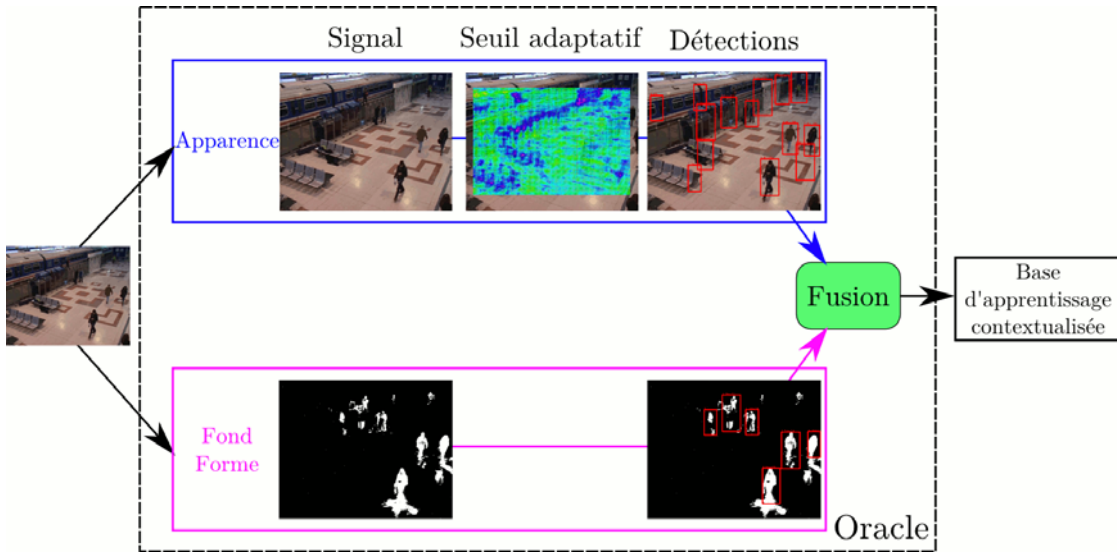 Signal
Seuil adaptatif
Détections
Apparence
Fusion
Base
d'apprentissage
contextualisée
Fond
Forme
Oracle